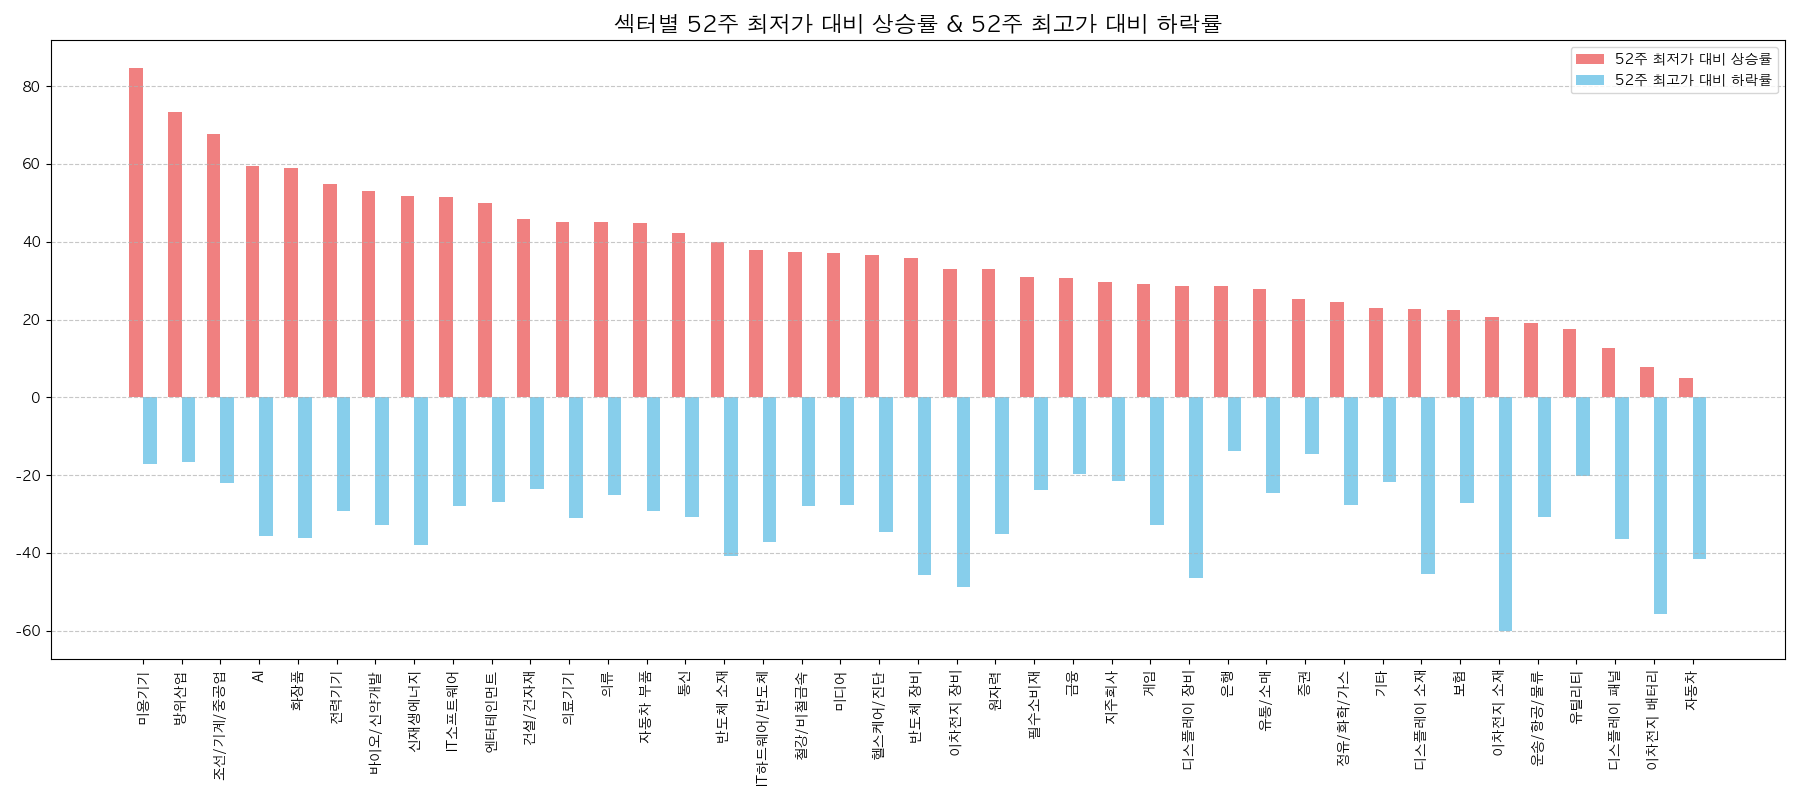 섹터별 52주 최저가 대비 상승률 & 52주 최고가 대비 하락률
52주 최저가 대비 상승률
52주 최고가 대비 하락률
80
60
40
20
0
-20
-40
-60
미용기기
방위산업
조선/기계/중공업
AI
화장품
전력기기
바이오/신약개발
신재생에너지
IT소프트웨어
엔터테인먼트
건설/건자재
의료기기
의류
자동차 부품
통신
반도체 소재
IT하드웨어/반도체
철강/비철금속
미디어
헬스케어/진단
반도체 장비
이차전지 장비
원자력
필수소비재
금융
지주회사
게임
디스플레이 장비
은행
유통/소매
증권
정유/화학/가스
기타
디스플레이 소재
보험
이차전지 소재
운송/항공/물류
유틸리티
디스플레이 패널
이차전지 배터리
자동차